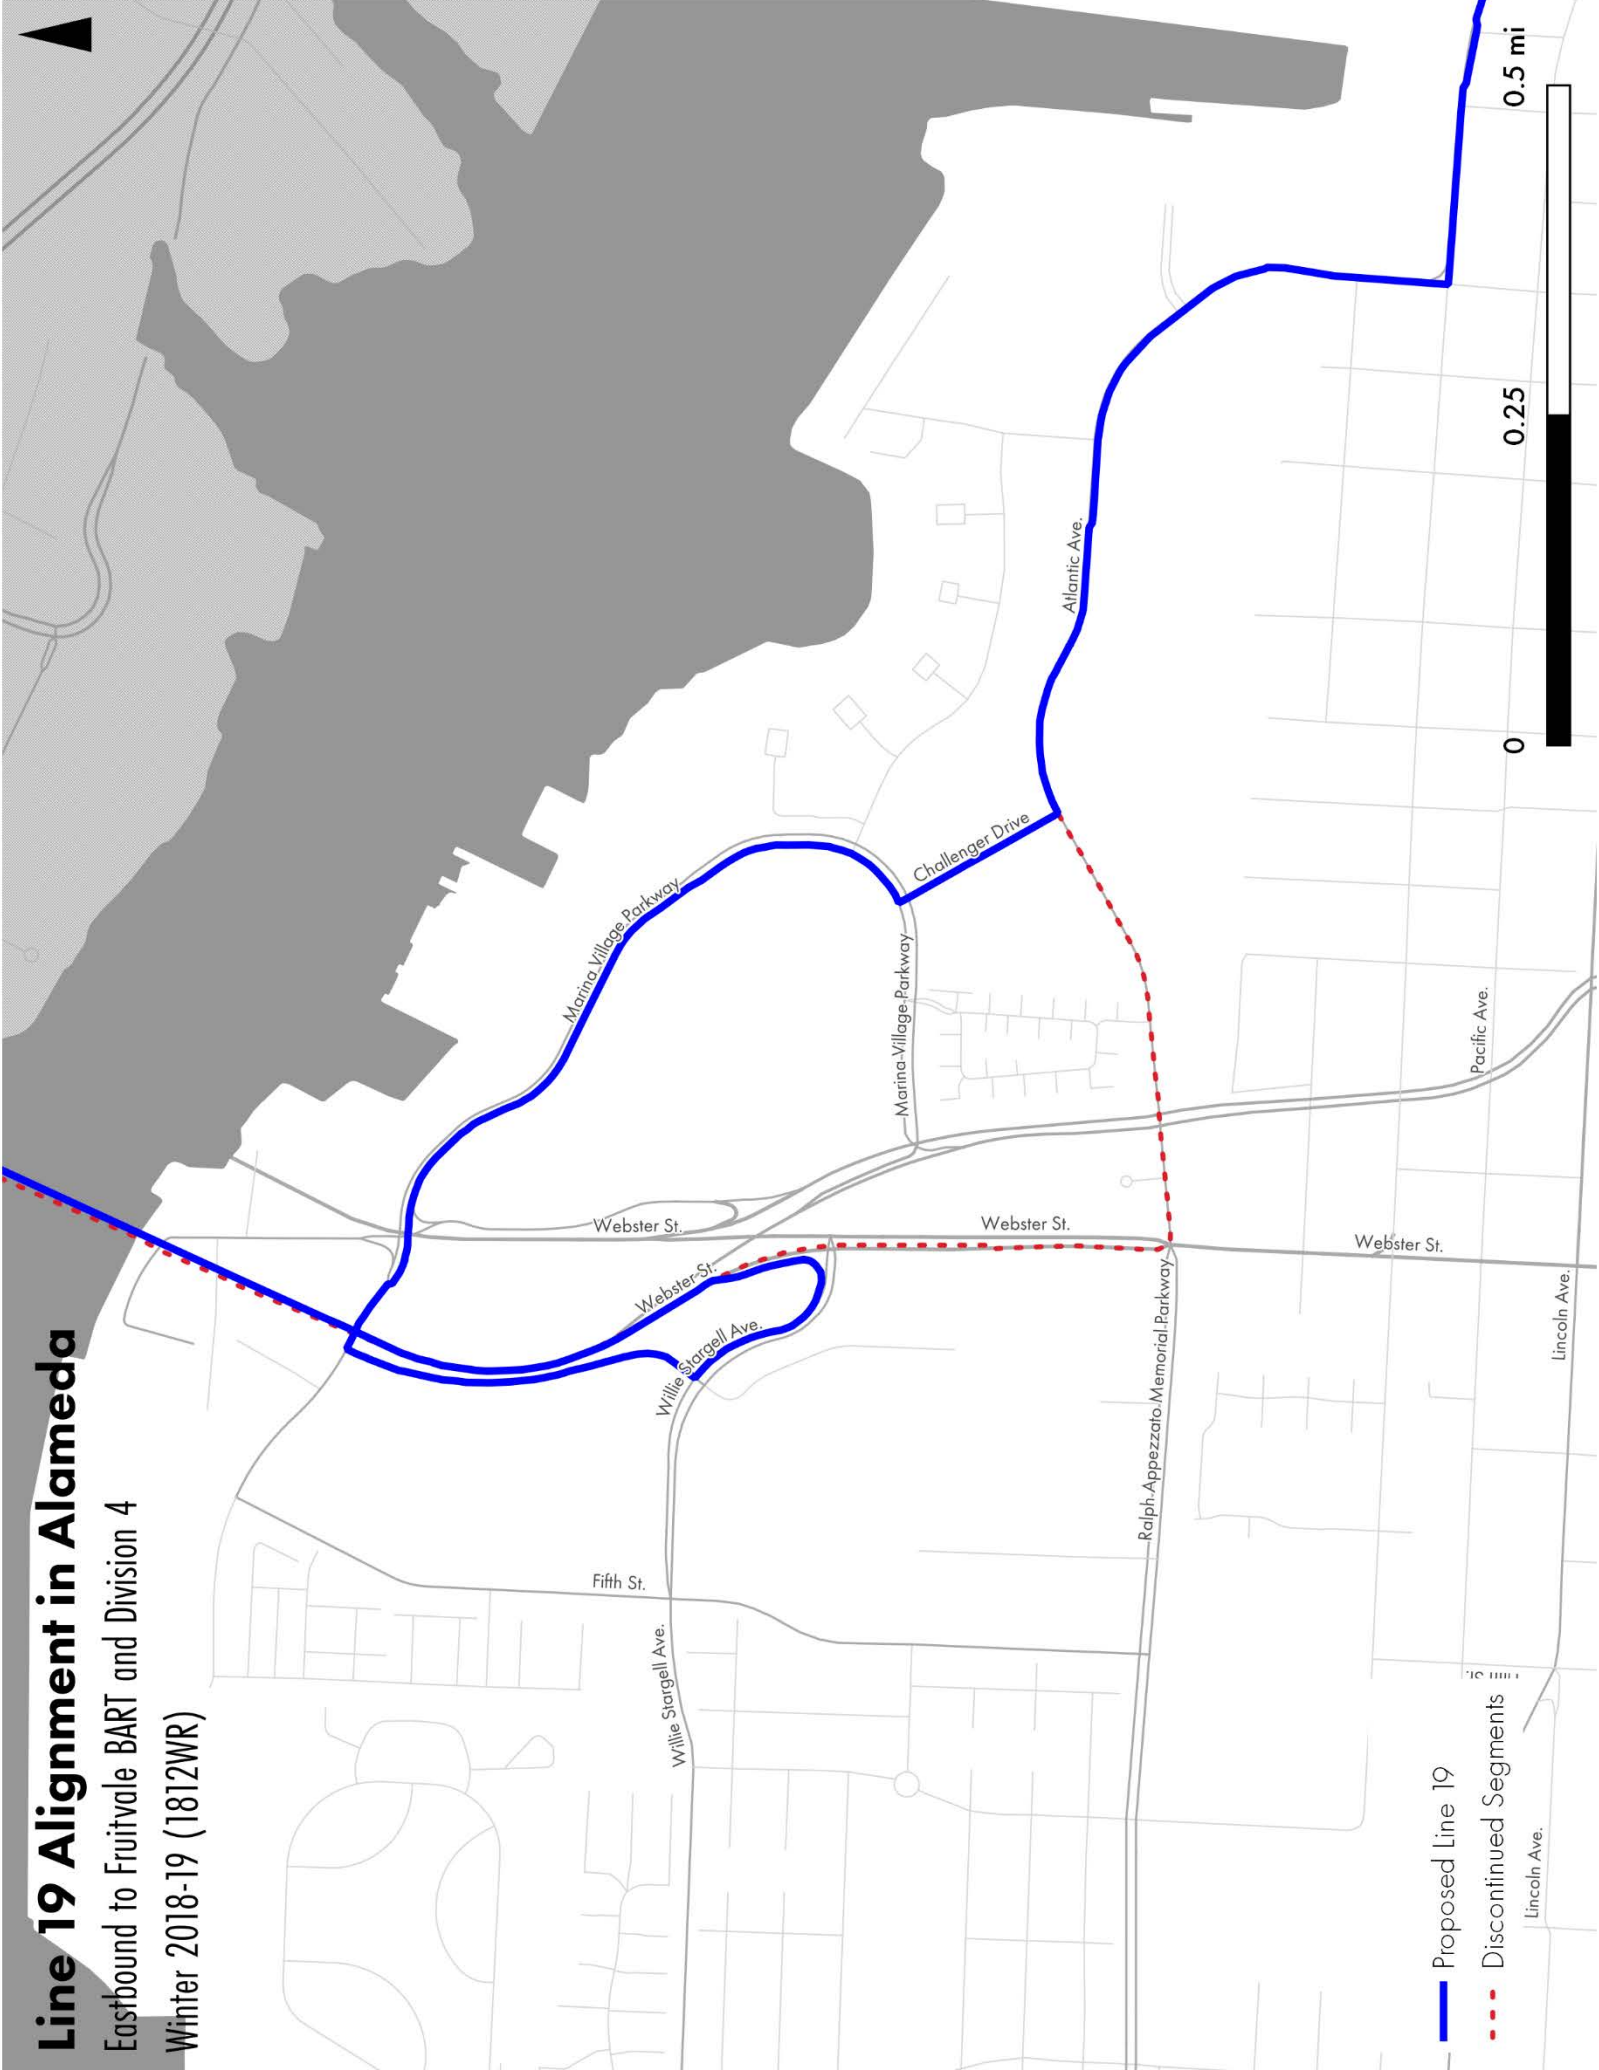 Line 19 Alignment in Alameda
Eastbound to Fruitvale BART and Division 4
Winter 2018-19 (1812WR)
Marina Village Parkway
Webster St.
Webster St.
Willie Stargell Ave.
Fifth St.
Willie Stargell Ave.
Challenger Drive
Marina Village Parkway
Atlantic Ave.
Webster St.
Ralph Appezzato Memorial Parkway
Webster St.
Pacific Ave.
Lincoln Ave.
Lincoln Ave.
Proposed Line 19
Discontinued Segments
0
0.25
0.5 mi